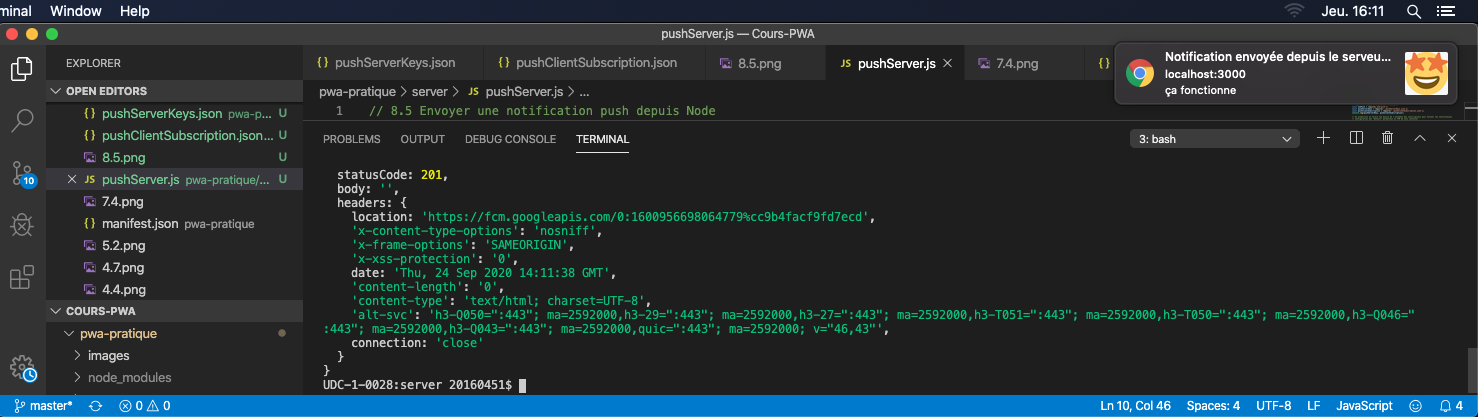 minal Window Help Jeu. 16:11
pushServer.js — Cours-PWA
EXPLORER
OPEN EDITORS
{} pushServerKeys.json pwa-p... U
{} pushClientSubscription.json... U
8.5.png U
JS pushServer.js pwa-pratique/... U
7.4.png
{} manifest.json pwa-pratique
5.2.png
4.7.png
4.4.png
COURS-PWA
pwa-pratique
images
node_modules
10
{} pushServerKeys.json {} pushClientSubscription.json 8.5.png JS pushServer.js 7.4.png {}
Notification envoyée depuis le serveu...
localhost:3000
ça fonctionne
pwa-pratique > server > JS pushServer.js > ...
1 // 8.5 Envoyer une notification push depuis Node
PROBLEMS OUTPUT DEBUG CONSOLE TERMINAL 3: bash
statusCode: 201,
body: '',
headers: {
location: 'https://fcm.googleapis.com/0:1600956698064779%cc9b4facf9fd7ecd',
'x-content-type-options': 'nosniff',
'x-frame-options': 'SAMEORIGIN',
'x-xss-protection': '0',
date: 'Thu, 24 Sep 2020 14:11:38 GMT',
'content-length': '0',
'content-type': 'text/html; charset=UTF-8',
'alt-svc': 'h3-Q050=":443"; ma=2592000,h3-29=":443"; ma=2592000,h3-27=":443"; ma=2592000,h3-T051=":443"; ma=2592000,h3-T050=":443"; ma=2592000,h3-Q046="
:443"; ma=2592000,h3-Q043=":443"; ma=2592000,quic=":443"; ma=2592000; v="46,43"',
connection: 'close'
}
}
UDC-1-0028:server 20160451$
master* 0 0 Ln 10, Col 46 Spaces: 4 UTF-8 LF JavaScript 4